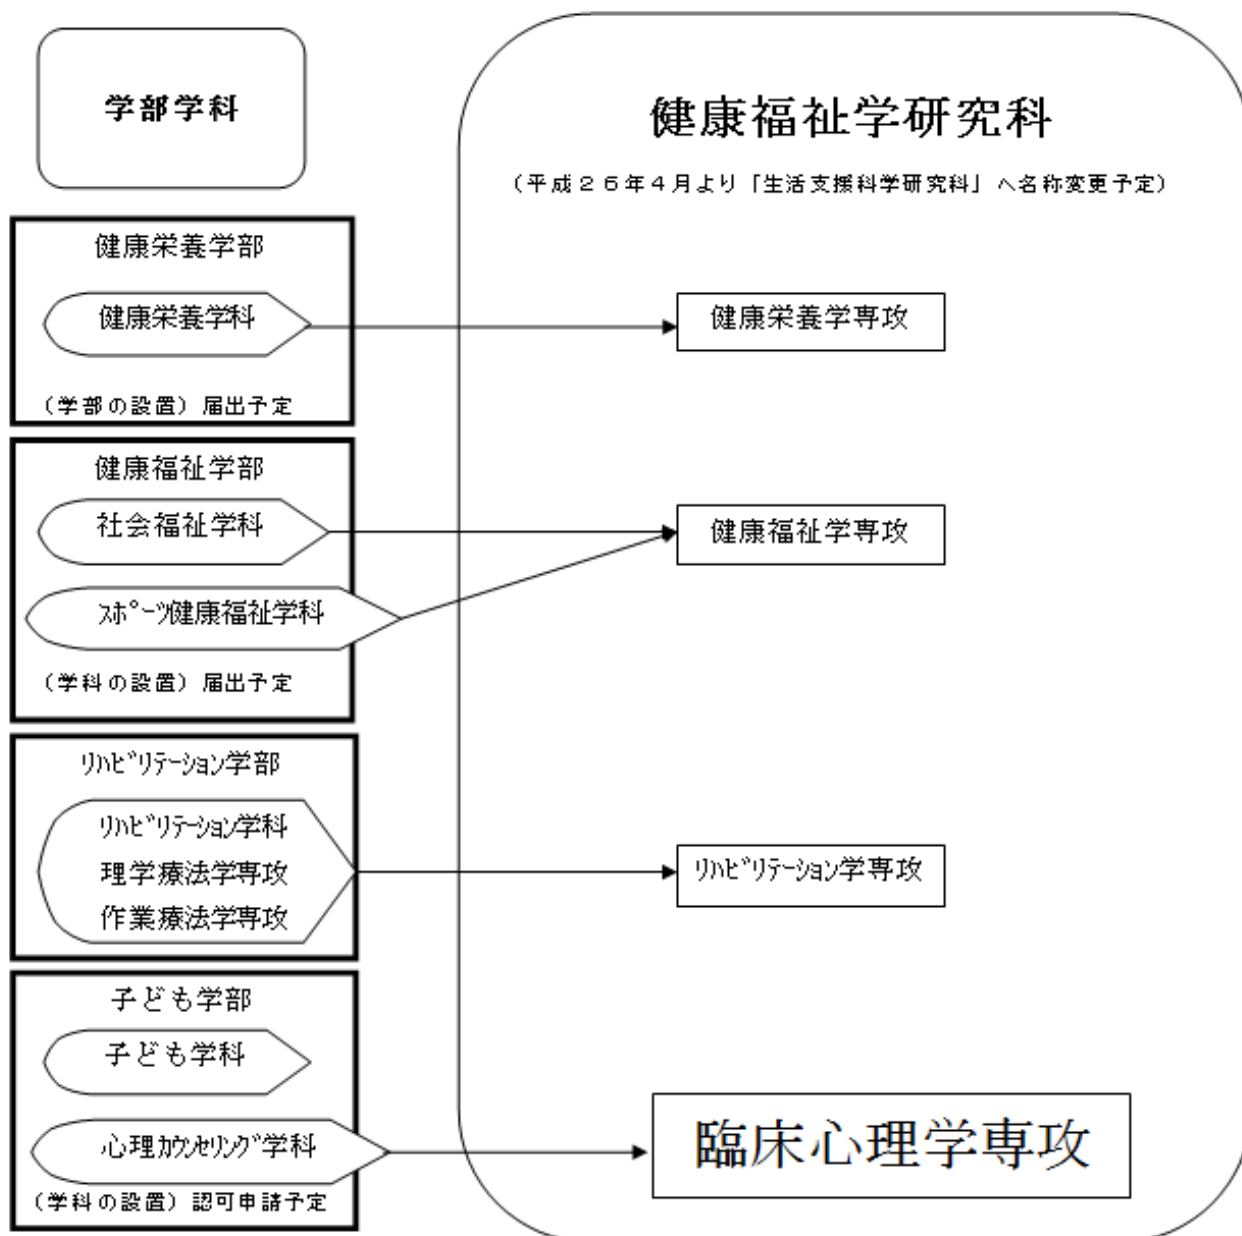 学部学科
健康福祉学研究科
（平成２６年４月より「生活支援科学研究科」へ名称変更予定）
健康栄養学部
健康栄養学科
（学部の設置）届出予定
健康栄養学専攻
健康福祉学部
社会福祉学科
ｽﾎﾟｰﾂ健康福祉学科
（学科の設置）届出予定
健康福祉学専攻
ﾘﾊﾋﾞﾘﾃｰｼｮﾝ学部
ﾘﾊﾋﾞﾘﾃｰｼｮﾝ学科
理学療法学専攻
作業療法学専攻
ﾘﾊﾋﾞﾘﾃｰｼｮﾝ学専攻
子ども学部
子ども学科
心理ｶｳﾝｾﾘﾝｸﾞ学科
（学科の設置）認可申請予定
臨床心理学専攻